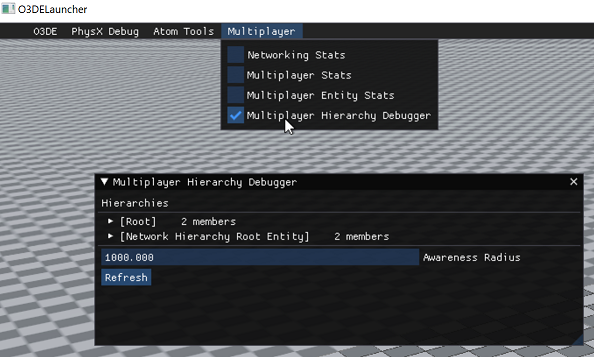 O3DELauncher
O3DE PhysX Debug Atom Tools Multiplayer
Networking Stats
Multiplayer Stats
Multiplayer Entity Stats
Multiplayer Hierarchy Debugger
Multiplayer Hierarchy Debugger
Hierarchies
[Root] 2 members
[Network Hierarchy Root Entity] 2 members
1000.000 Awareness Radius
Refresh